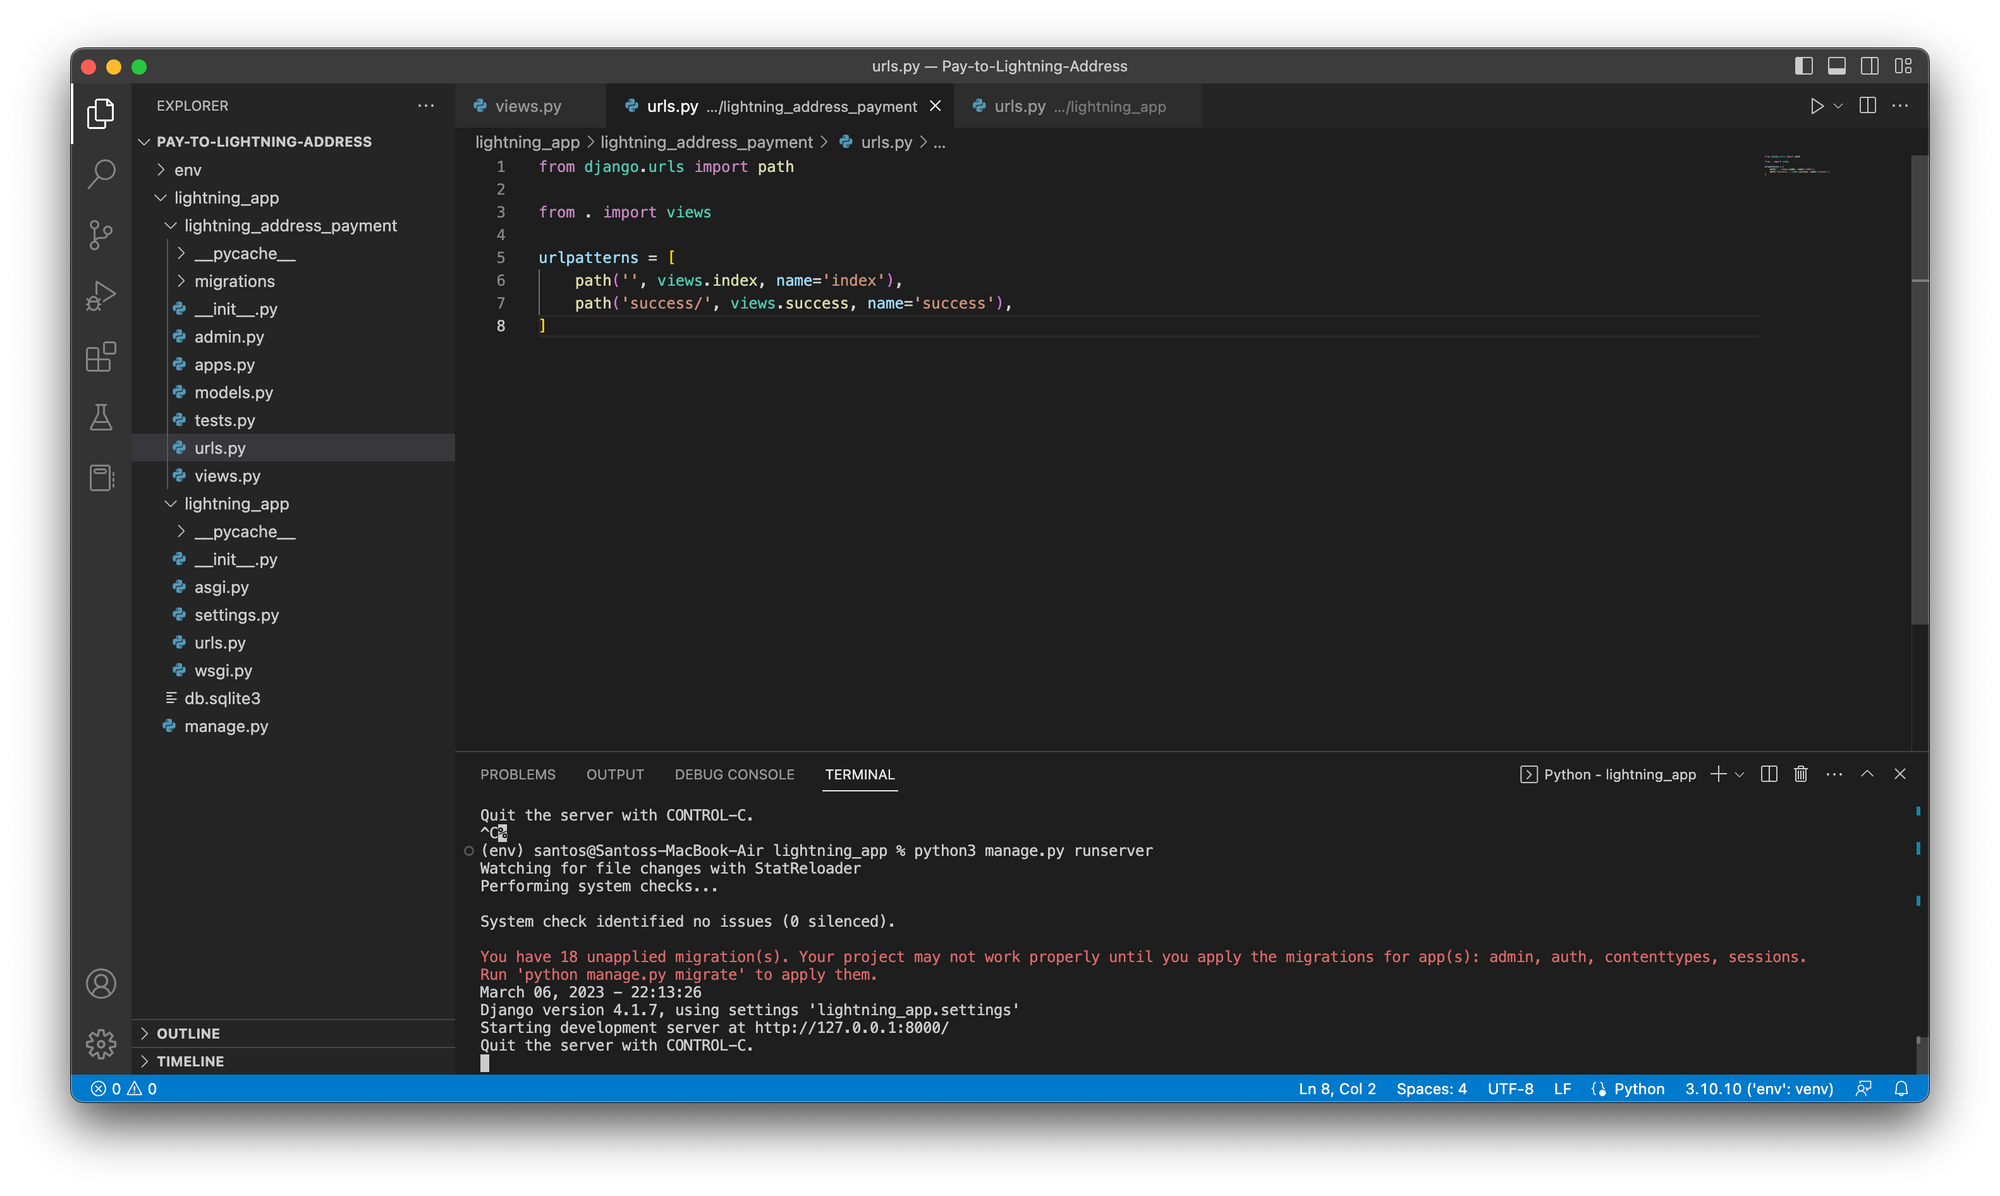 urls.py — Pay-to-Lightning-Address
EXPLORER
PAY-TO-LIGHTNING-ADDRESS
env
lightning_app
lightning_address_payment
__pycache__
migrations
__init__.py
admin.py
apps.py
models.py
tests.py
urls.py
views.py
lightning_app
__pycache__
__init__.py
asgi.py
settings.py
urls.py
wsgi.py
db.sqlite3
manage.py
OUTLINE
TIMELINE
views.py
urls.py .../lightning_address_payment
urls.py .../lightning_app
lightning_app > lightning_address_payment > urls.py > ...
1 from django.urls import path
2
3 from . import views
4
5 urlpatterns = [
6 path('', views.index, name='index'),
7 path('success/', views.success, name='success'),
8 ]
PROBLEMS OUTPUT DEBUG CONSOLE TERMINAL
Python - lightning_app
Quit the server with CONTROL-C.
^C%
(env) santos@Santoss-MacBook-Air lightning_app % python3 manage.py runserver
Watching for file changes with StatReloader
Performing system checks...
System check identified no issues (0 silenced).
You have 18 unapplied migration(s). Your project may not work properly until you apply the migrations for app(s): admin, auth, contenttypes, sessions.
Run 'python manage.py migrate' to apply them.
March 06, 2023 - 22:13:26
Django version 4.1.7, using settings 'lightning_app.settings'
Starting development server at http://127.0.0.1:8000/
Quit the server with CONTROL-C.
0 0
Ln 8, Col 2 Spaces: 4 UTF-8 LF Python 3.10.10 ('env': venv)